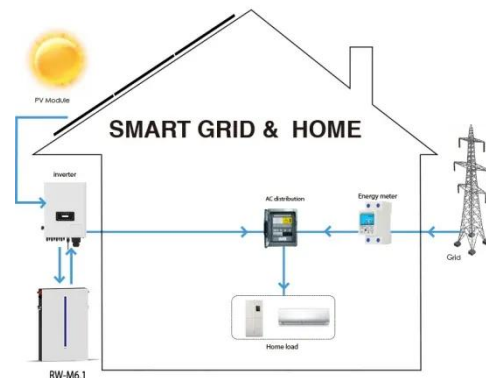 PV Module
SMART GRID & HOME
inverter
AC distribution
Energy meter
Grid
Home load
RW-M6.1